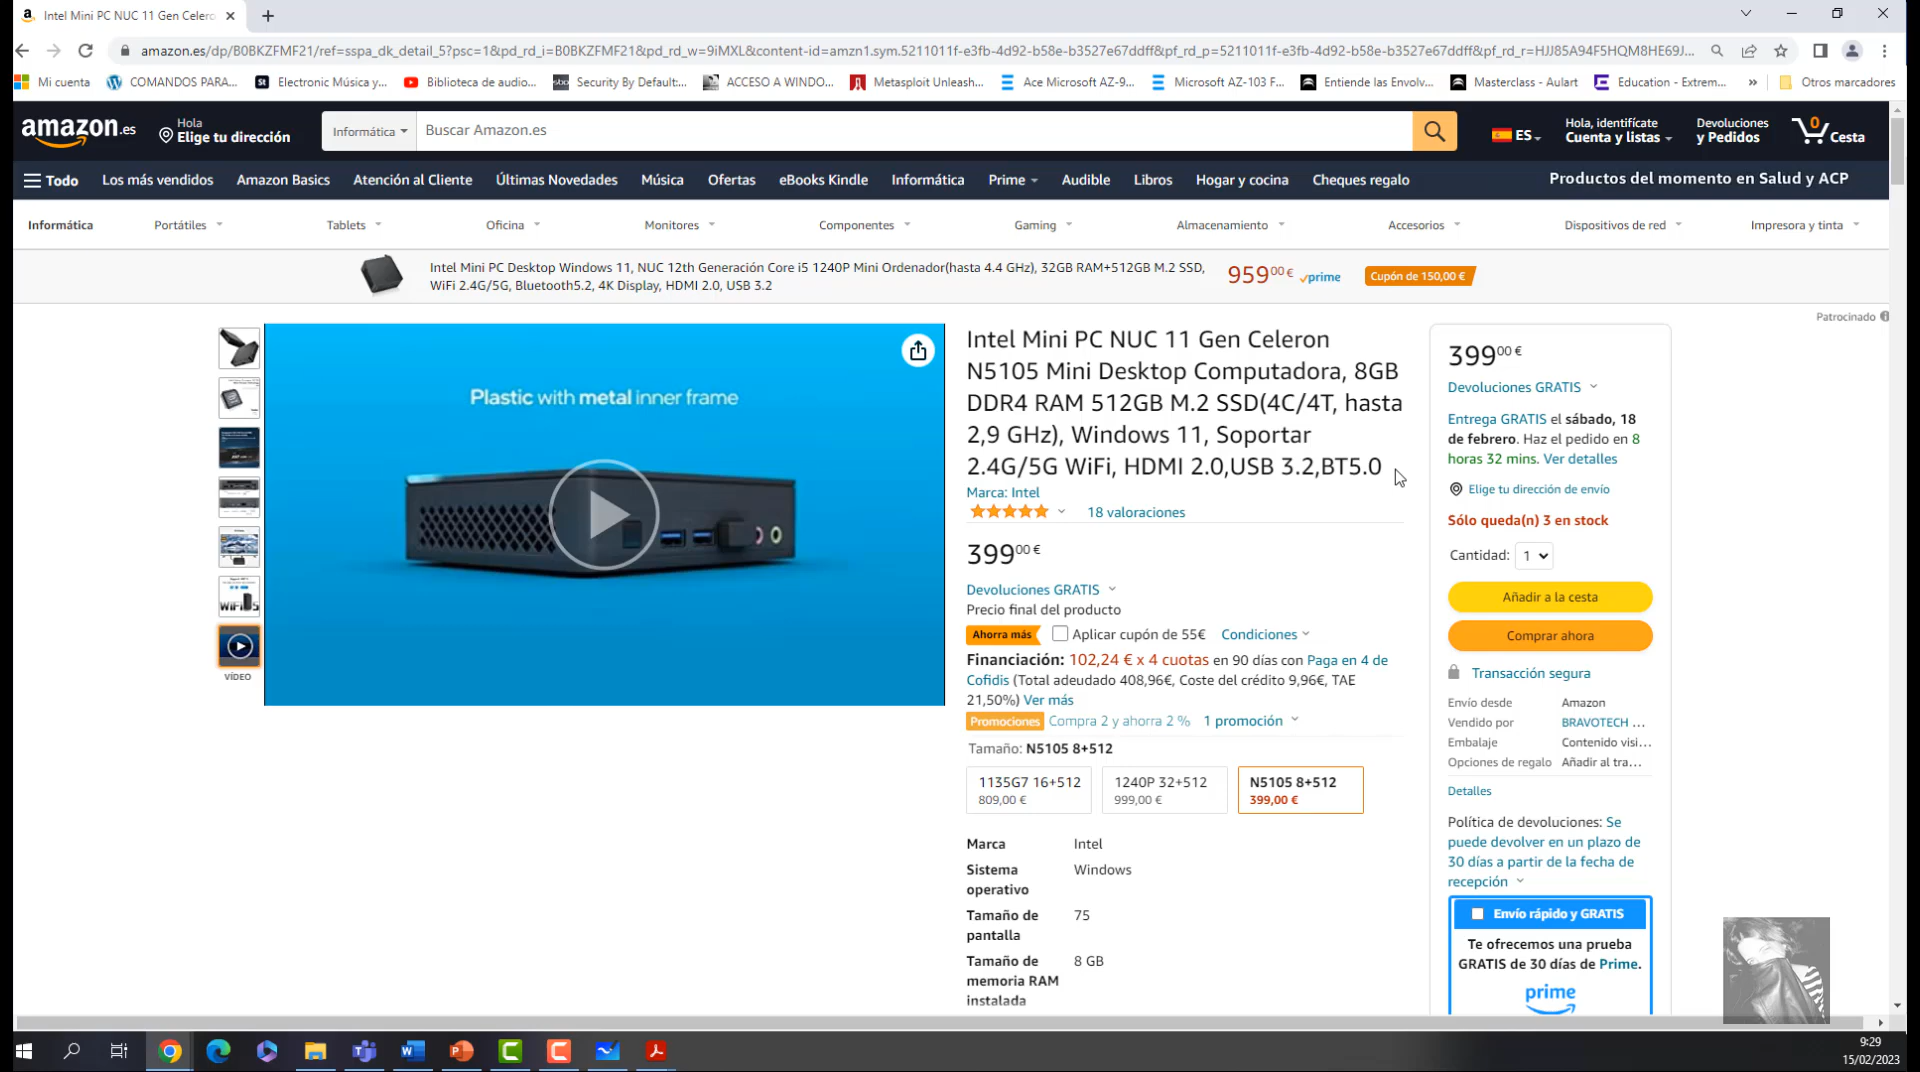 Intel Mini PC NUC 11 Gen Celero
amazon.es/dp/B0BKZFMF21/ref=sspa_dk_detail_5?psc=1&pd_rd_i=B0BKZFMF21&pd_rd_w=9iMXL&content-id=amzn1.sym.5211011f-e3fb-4d92-b58e-b3527e67ddff&pf_rd_p=5211011f-e3fb-4d92-b58e-b3527e67ddff&pf_rd_r=HJJ85A94F5HQM8HE69J...
Mi cuenta COMANDOS PARA... Electronic Música y... Biblioteca de audio... Security By Default:... ACCESO A WINDO... Metasploit Unleash... Ace Microsoft AZ-9... Microsoft AZ-103 F... Entiende las Envolv... Masterclass - Aulart Education - Extrem... » Otros marcadores
amazon.es
Hola
Elige tu dirección
Informática
Buscar Amazon.es
ES
Hola, identifícate
Cuenta y listas
Devoluciones
y Pedidos
0
Cesta
Todo Los más vendidos Amazon Basics Atención al Cliente Últimas Novedades Música Ofertas eBooks Kindle Informática Prime Audible Libros Hogar y cocina Cheques regalo Productos del momento en Salud y ACP
Informática Portátiles Tablets Oficina Monitores Componentes Gaming Almacenamiento Accesorios Dispositivos de red Impresora y tinta
Intel Mini PC Desktop Windows 11, NUC 12th Generación Core i5 1240P Mini Ordenador(hasta 4.4 GHz), 32GB RAM+512GB M.2 SSD,
WiFi 2.4G/5G, Bluetooth5.2, 4K Display, HDMI 2.0, USB 3.2
959,00 € prime
Cupón de 150,00 €
Patrocinado
Plastic with metal inner frame
WiFi
VÍDEO
Intel Mini PC NUC 11 Gen Celeron
N5105 Mini Desktop Computadora, 8GB
DDR4 RAM 512GB M.2 SSD(4C/4T, hasta
2,9 GHz), Windows 11, Soportar
2.4G/5G WiFi, HDMI 2.0,USB 3.2,BT5.0
Marca: Intel
18 valoraciones
399,00 €
Devoluciones GRATIS
Precio final del producto
Ahorra más Aplicar cupón de 55€ Condiciones
Financiación: 102,24 € x 4 cuotas en 90 días con Paga en 4 de
Cofidis (Total adeudado 408,96€, Coste del crédito 9,96€, TAE
21,50%) Ver más
Promociones Compra 2 y ahorra 2 % 1 promoción
Tamaño: N5105 8+512
1135G7 16+512
809,00 €
1240P 32+512
999,00 €
N5105 8+512
399,00 €
Marca Intel
Sistema Windows
operativo
Tamaño de 75
pantalla
Tamaño de 8 GB
memoria RAM
instalada
399,00 €
Devoluciones GRATIS
Entrega GRATIS el sábado, 18
de febrero. Haz el pedido en 8
horas 32 mins. Ver detalles
Elige tu dirección de envío
Sólo queda(n) 3 en stock
Cantidad: 1
Añadir a la cesta
Comprar ahora
Transacción segura
Envío desde Amazon
Vendido por BRAVOTECH ...
Embalaje Contenido visi...
Opciones de regalo Añadir al tra...
Detalles
Política de devoluciones: Se
puede devolver en un plazo de
30 días a partir de la fecha de
recepción
Envío rápido y GRATIS
Te ofrecemos una prueba
GRATIS de 30 días de Prime.
prime
9:29
15/02/2023